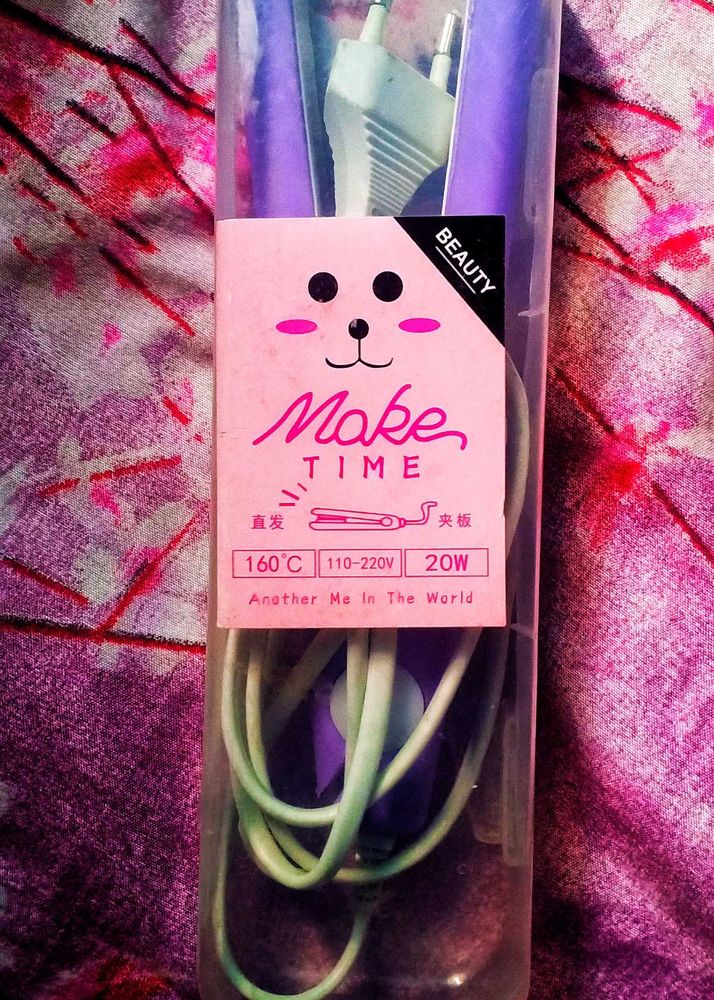 BEAUTY
Make
TIME
直发 夹板
160℃ 110-220V 20W
Another Me In The World